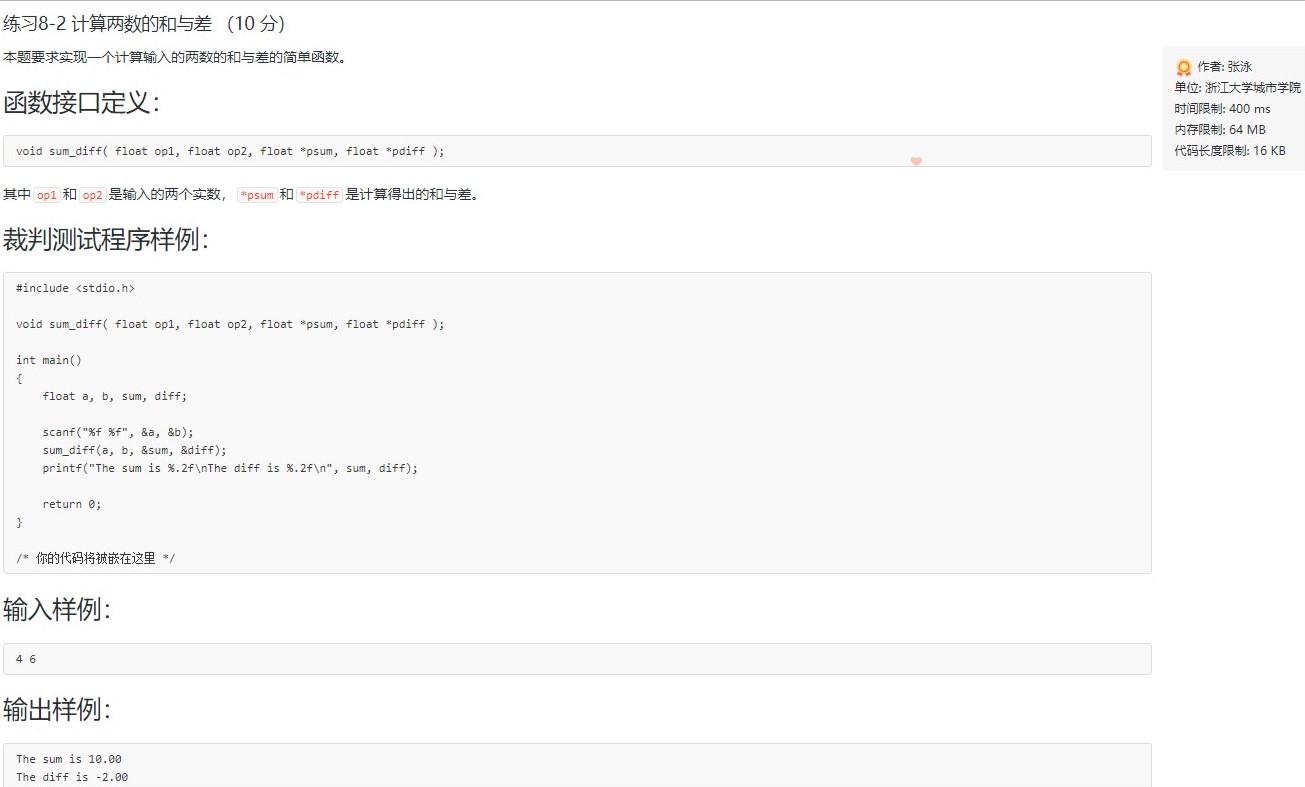 练习8-2 计算两数的和与差 （10 分）
本题要求实现一个计算输入的两数的和与差的简单函数。
作者: 张泳
单位: 浙江大学城市学院
时间限制: 400 ms
内存限制: 64 MB
代码长度限制: 16 KB
函数接口定义：
void sum_diff( float op1, float op2, float *psum, float *pdiff );
其中 op1 和 op2 是输入的两个实数， *psum 和 *pdiff 是计算得出的和与差。
裁判测试程序样例：
#include <stdio.h>
void sum_diff( float op1, float op2, float *psum, float *pdiff );
int main()
{
    float a, b, sum, diff;
    scanf("%f %f", &a, &b);
    sum_diff(a, b, &sum, &diff);
    printf("The sum is %.2f\nThe diff is %.2f\n", sum, diff);
    return 0;
}
/* 你的代码将被嵌在这里 */
输入样例：
4 6
输出样例：
The sum is 10.00
The diff is -2.00